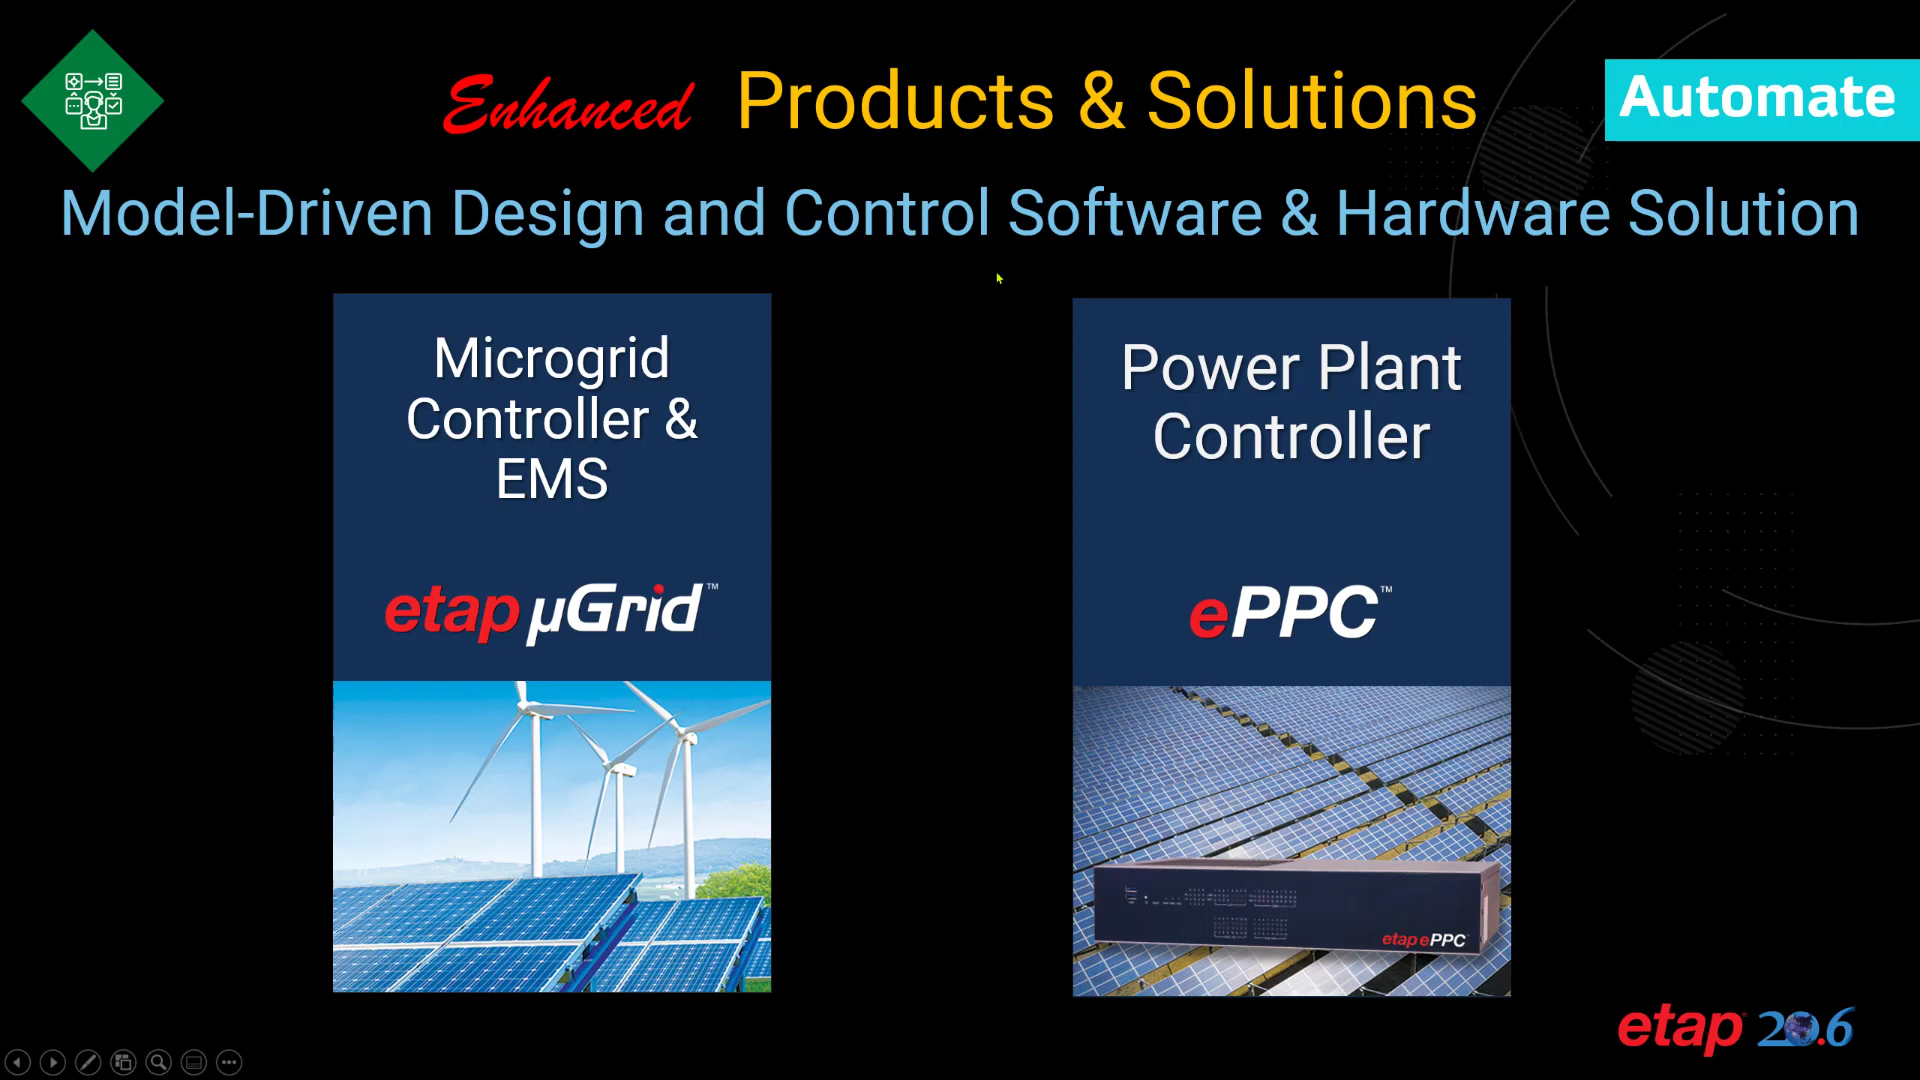 Enhanced Products & Solutions
Automate
Model-Driven Design and Control Software & Hardware Solution
Microgrid
Controller &
EMS
etap µGrid™
Power Plant
Controller
ePPC™
etap ePPC
etap® 20.6